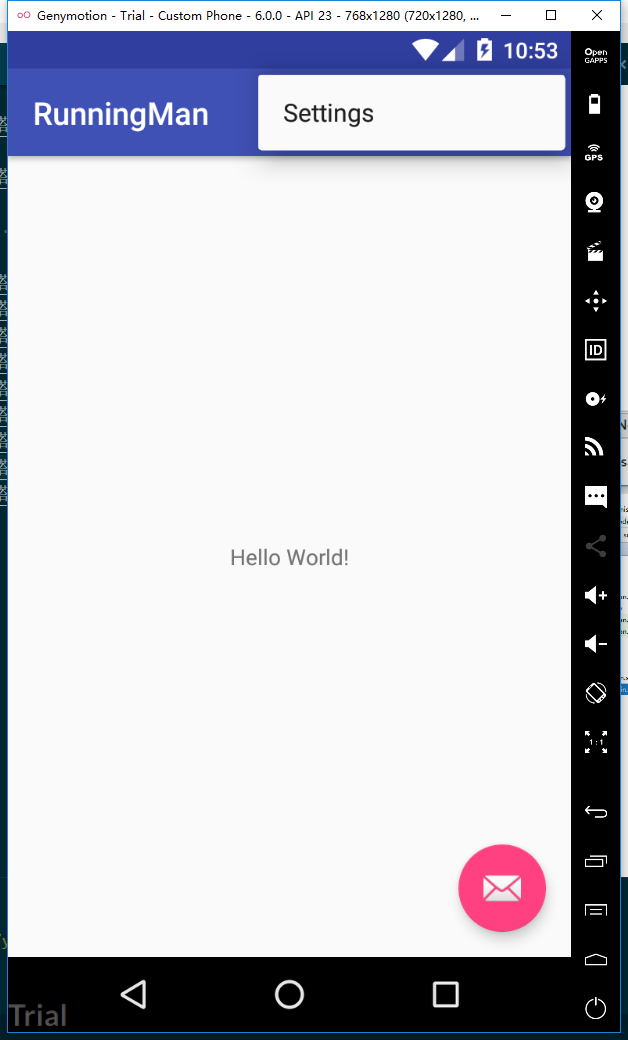 Genymotion - Trial - Custom Phone - 6.0.0 - API 23 - 768x1280 (720x1280, ...
10:53
Open
GAPPS
RunningMan
Settings
GPS
ID
Hello World!
1:1
Trial